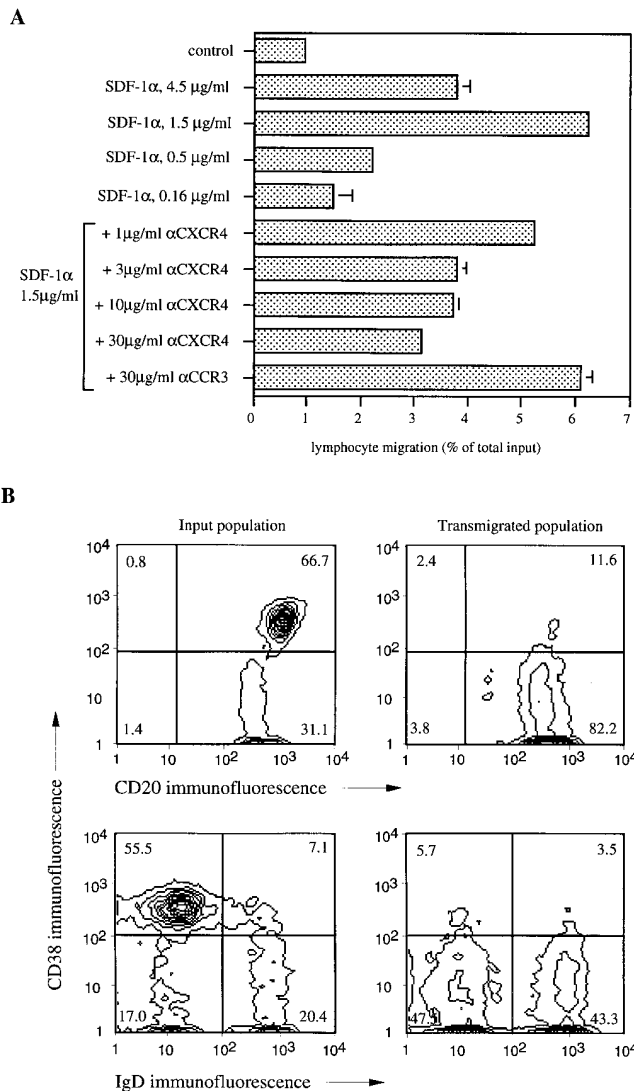 A
control
SDF-1α, 4.5 µg/ml
SDF-1α, 1.5 µg/ml
SDF-1α, 0.5 µg/ml
SDF-1α, 0.16 µg/ml
SDF-1α
1.5µg/ml
+ 1µg/ml αCXCR4
+ 3µg/ml αCXCR4
+ 10µg/ml αCXCR4
+ 30µg/ml αCXCR4
+ 30µg/ml αCCR3
0 1 2 3 4 5 6 7
lymphocyte migration (% of total input)
B
Input population
Transmigrated population
10⁴ 10³ 10² 10 1
0.8 66.7
1.4 31.1
1 10 10² 10³ 10⁴
10⁴ 10³ 10² 10 1
2.4 11.6
3.8 82.2
1 10 10² 10³ 10⁴
CD20 immunofluorescence
CD38 immunofluorescence
10⁴ 10³ 10² 10 1
55.5 7.1
17.0 20.4
1 10 10² 10³ 10⁴
10⁴ 10³ 10² 10 1
5.7 3.5
43.3
1 10 10² 10³ 10⁴
IgD immunofluorescence